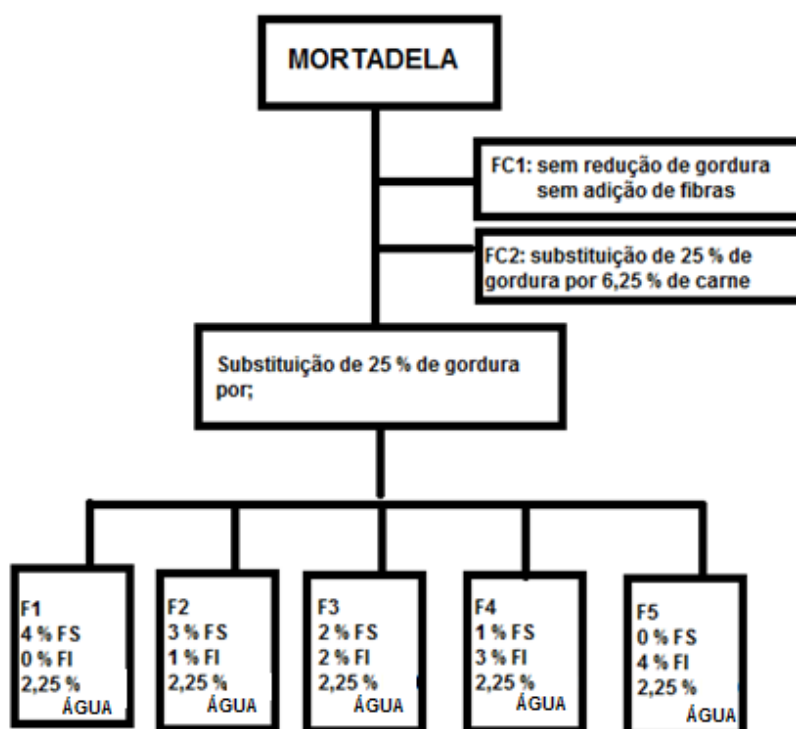 MORTADELA
FC1: sem redução de gordura
sem adição de fibras
FC2: substituição de 25 % de
gordura por 6,25 % de carne
Substituição de 25 % de gordura
por;
F1
4 % FS
0 % FI
2,25 %
ÁGUA
F2
3 % FS
1 % FI
2,25 %
ÁGUA
F3
2 % FS
2 % FI
2,25 %
ÁGUA
F4
1 % FS
3 % FI
2,25 %
ÁGUA
F5
0 % FS
4 % FI
2,25 %
ÁGUA